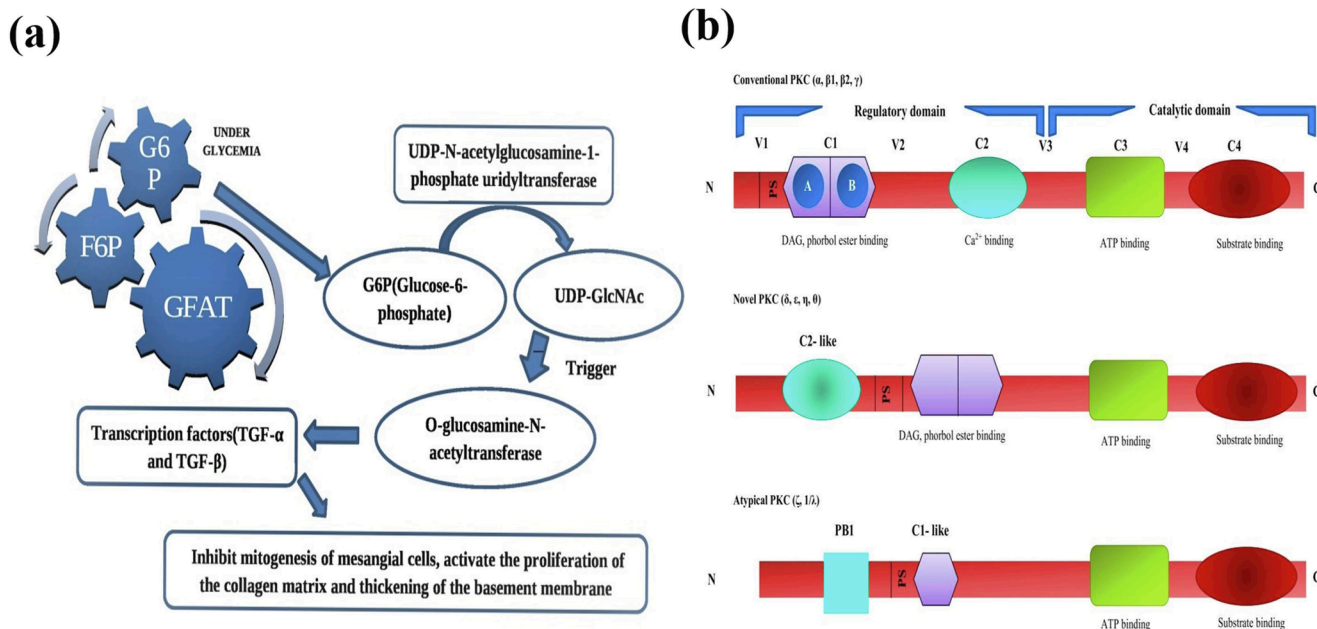 (a)
G6
P
UNDER
GLYCEMIA
F6P
GFAT
UDP-N-acetylglucosamine-1-
phosphate uridyltransferase
G6P(Glucose-6-
phosphate)
UDP-GlcNAc
Trigger
O-glucosamine-N-
acetyltransferase
Transcription factors(TGF-α
and TGF-β)
Inhibit mitogenesis of mesangial cells, activate the proliferation of
the collagen matrix and thickening of the basement membrane
(b)
Conventional PKC (α, β1, β2, γ)
Regulatory domain
Catalytic domain
V1 C1 V2 C2 V3 C3 V4 C4
N PS A B
DAG, phorbol ester binding Ca²⁺ binding ATP binding Substrate binding
Novel PKC (δ, ε, η, θ)
C2- like
N PS
DAG, phorbol ester binding ATP binding Substrate binding
Atypical PKC (ζ, 1/λ)
PB1 C1- like
N PS
ATP binding Substrate binding